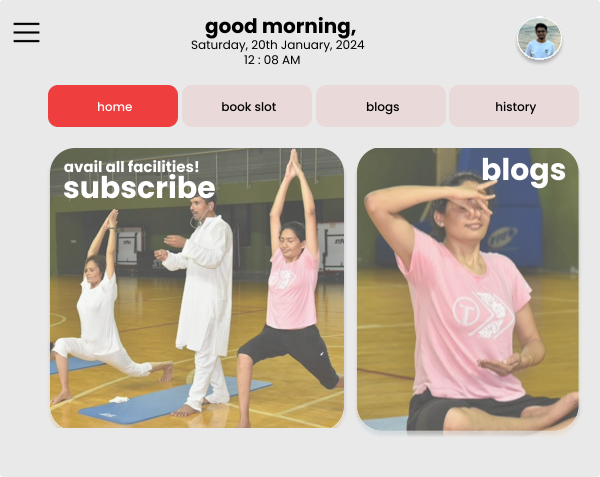 good morning,
Saturday, 20th January, 2024
12 : 08 AM
home
book slot
blogs
history
avail all facilities!
subscribe
blogs